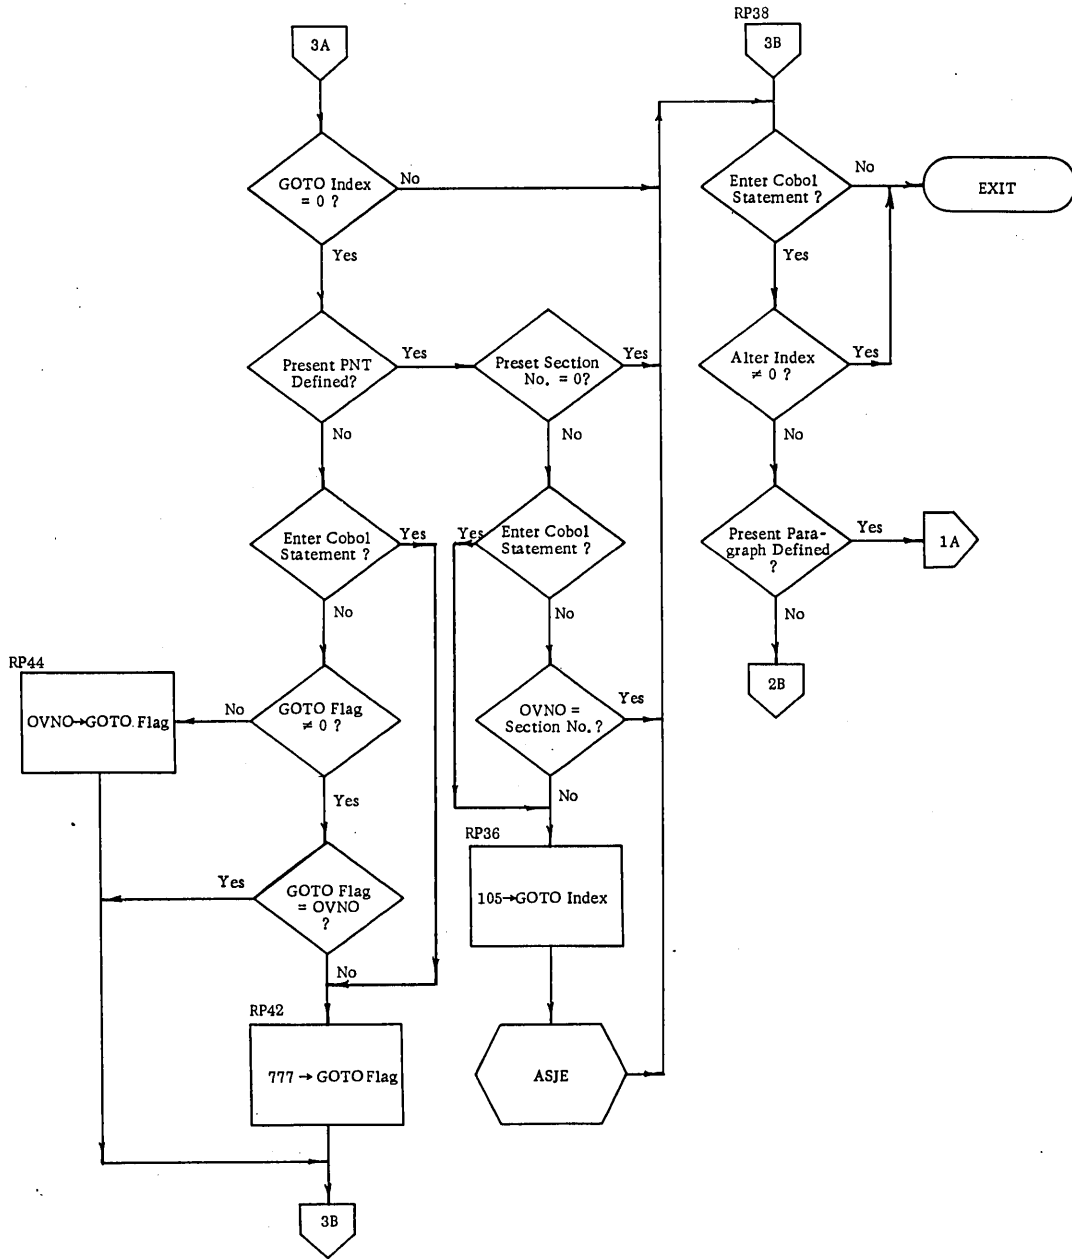 RP38
3A
3B
GOTO Index
= 0 ?
No
Yes
Enter Cobol
Statement ?
No
EXIT
Yes
Present PNT
Defined?
Yes
No
Preset Section
No. = 0?
Yes
No
Alter Index
≠ 0 ?
Yes
No
Enter Cobol
Statement ?
Yes
No
Yes
Enter Cobol
Statement ?
No
Present Para-
graph Defined
?
Yes
1A
No
2B
RP44
OVNO→GOTO Flag
No
GOTO Flag
≠ 0 ?
Yes
OVNO =
Section No. ?
Yes
No
Yes
GOTO Flag
= OVNO
?
No
RP36
105→GOTO Index
RP42
777 → GOTO Flag
ASJE
3B